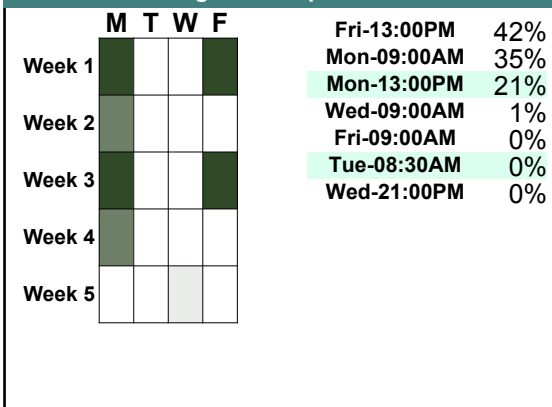 M T W F
Week 1
Week 2
Week 3
Week 4
Week 5
Fri-13:00PM 42%
Mon-09:00AM 35%
Mon-13:00PM 21%
Wed-09:00AM 1%
Fri-09:00AM 0%
Tue-08:30AM 0%
Wed-21:00PM 0%